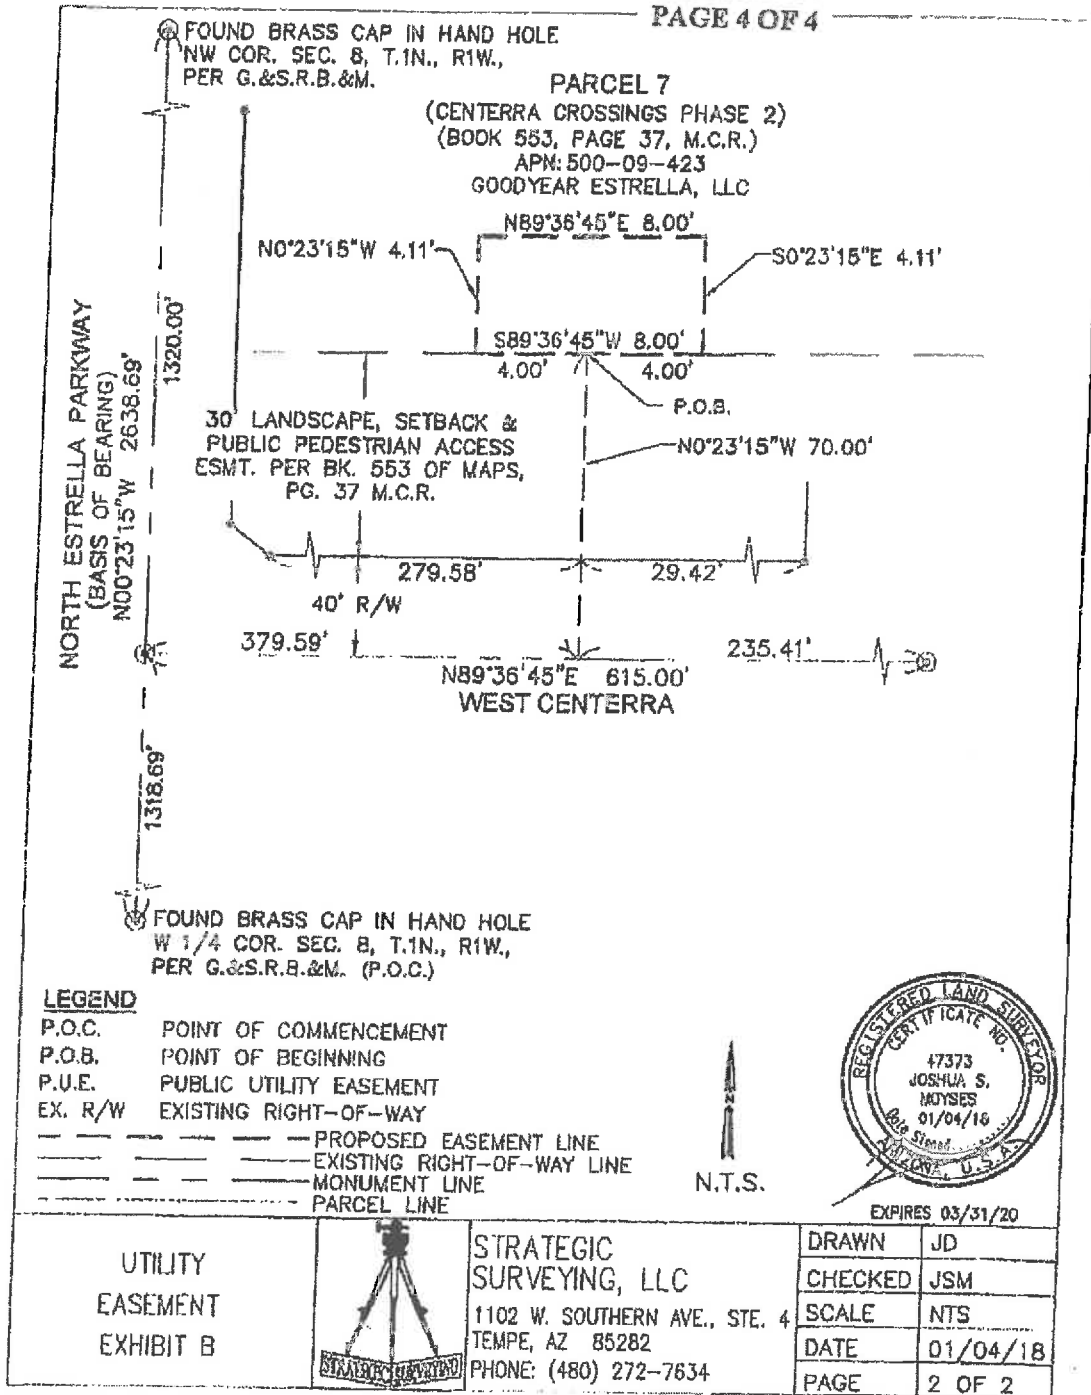 PAGE 4 OF 4
FOUND BRASS CAP IN HAND HOLE
NW COR. SEC. 8, T.1N., R1W.,
PER G.&S.R.B.&M.
PARCEL 7
(CENTERRA CROSSINGS PHASE 2)
(BOOK 553, PAGE 37, M.C.R.)
APN: 500-09-423
GOODYEAR ESTRELLA, LLC
N89°36'45"E 8.00'
N0°23'15"W 4.11'
S0°23'15"E 4.11'
S89°36'45"W 8.00'
4.00' 4.00'
P.O.B.
N0°23'15"W 70.00'
1320.00'
NORTH ESTRELLA PARKWAY
(BASIS OF BEARING)
N00°23'15"W 2638.69'
30' LANDSCAPE, SETBACK &
PUBLIC PEDESTRIAN ACCESS
ESMT. PER BK. 553 OF MAPS,
PG. 37 M.C.R.
279.58' 29.42'
40' R/W
379.59' 235.41'
N89°36'45"E 615.00'
WEST CENTERRA
1318.69'
FOUND BRASS CAP IN HAND HOLE
W 1/4 COR. SEC. 8, T.1N., R1W.,
PER G.&S.R.B.&M. (P.O.C.)
LEGEND
P.O.C. POINT OF COMMENCEMENT
P.O.B. POINT OF BEGINNING
P.U.E. PUBLIC UTILITY EASEMENT
EX. R/W EXISTING RIGHT-OF-WAY
PROPOSED EASEMENT LINE
EXISTING RIGHT-OF-WAY LINE
MONUMENT LINE
PARCEL LINE
N
N.T.S.
REGISTERED LAND SURVEYOR
CERTIFICATE NO.
47373
JOSHUA S.
MOYSES
01/04/18
Date Signed
ARIZONA, U.S.A.
EXPIRES 03/31/20
UTILITY
EASEMENT
EXHIBIT B
STRATEGIC SURVEYING
STRATEGIC
SURVEYING, LLC
1102 W. SOUTHERN AVE., STE. 4
TEMPE, AZ 85282
PHONE: (480) 272-7634
DRAWN JD
CHECKED JSM
SCALE NTS
DATE 01/04/18
PAGE 2 OF 2